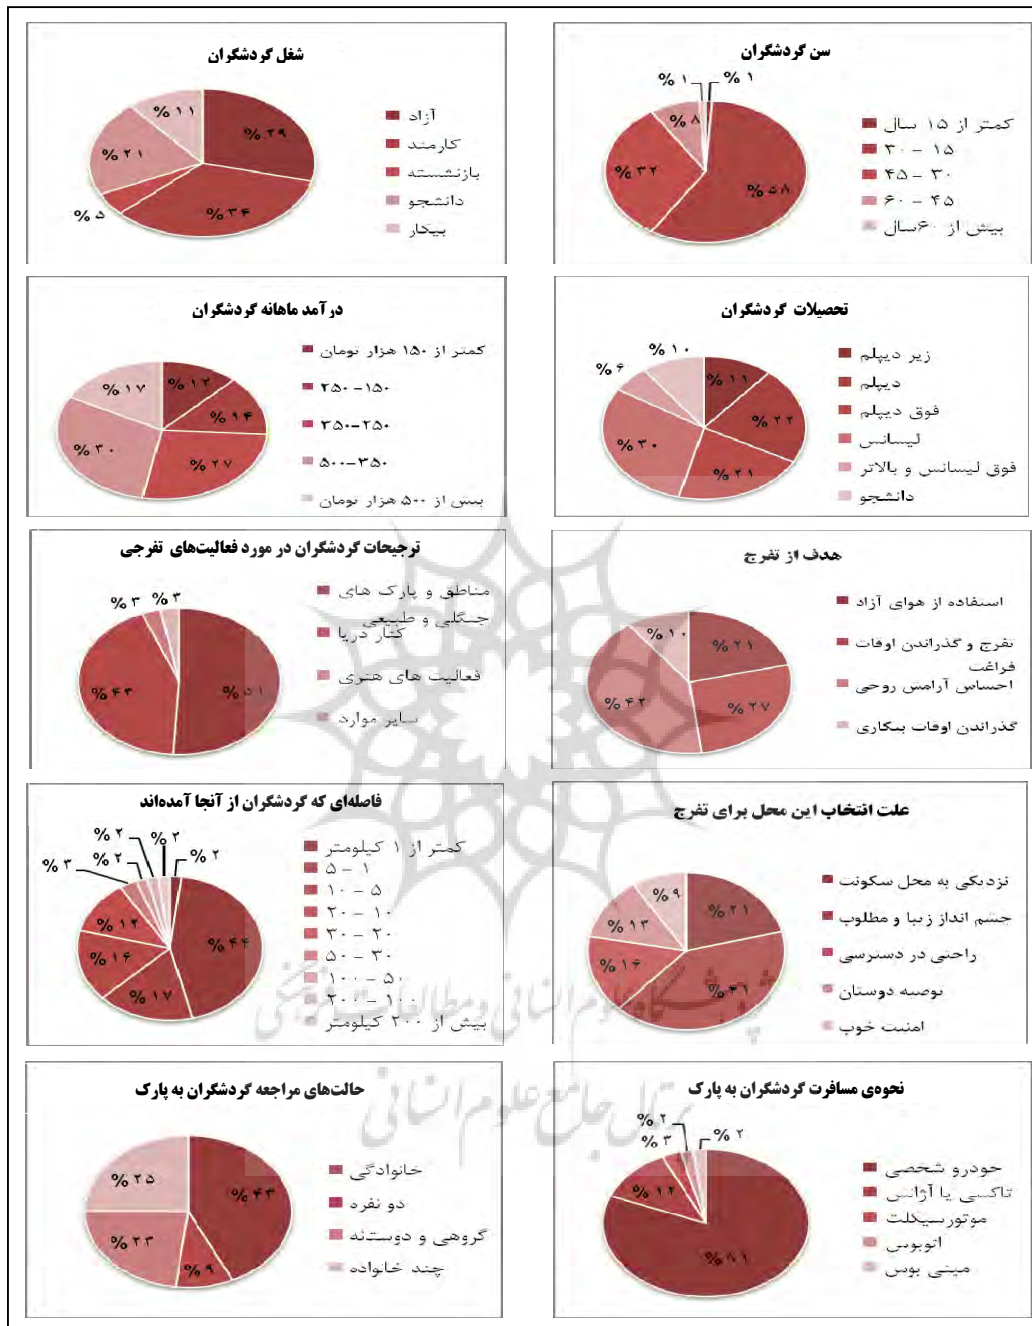 سن گردشگران
% ۱
% ۱
% ۸
% ۳۲
% ۵۸
کمتر از ۱۵ سال
۳۰ - ۱۵
۴۵ - ۳۰
۶۰ - ۴۵
بیش از ۶۰سال
شغل گردشگران
% ۱۱
% ۲۹
% ۲۱
% ۵
% ۳۴
آزاد
کارمند
بازنشسته
دانشجو
بیکار
تحصیلات گردشگران
% ۱۰
% ۶
% ۱۱
% ۲۲
% ۳۰
% ۲۱
زیر دیپلم
دیپلم
فوق دیپلم
لیسانس
فوق لیسانس و بالاتر
دانشجو
درآمد ماهانه گردشگران
% ۱۷
% ۱۲
% ۱۴
% ۳۰
% ۲۷
کمتر از ۱۵۰ هزار تومان
۲۵۰ -۱۵۰
۳۵۰-۲۵۰
۵۰۰-۳۵۰
بیش از ۵۰۰ هزار تومان
هدف از تفرج
% ۱۰
% ۲۱
% ۴۲
% ۲۷
استفاده از هوای آزاد
تفرج و گذراندن اوقات
فراغت
احساس آرامش روحی
گذراندن اوقات بیکاری
ترجیحات گردشگران در مورد فعالیت‌های تفرجی
% ۳
% ۳
% ۴۳
% ۵۱
مناطق و پارک های
جنگلی و طبیعی
کنار دریا
فعالیت های هنری
سایر موارد
علت انتخاب این محل برای تفرج
% ۹
% ۲۱
% ۱۳
% ۱۶
% ۴۱
نزدیکی به محل سکونت
چشم انداز زیبا و مطلوب
راحتی در دسترسی
توصیه دوستان
امنیت خوب
فاصله‌ای که گردشگران از آنجا آمده‌اند
% ۲
% ۲
% ۲
% ۲
% ۳
% ۱۲
% ۱۶
% ۱۷
% ۴۴
کمتر از ۱ کیلومتر
۵ - ۱
۱۰ - ۵
۲۰ - ۱۰
۳۰ - ۲۰
۵۰ - ۳۰
۱۰۰ - ۵۰
۲۰۰ - ۱۰۰
بیش از ۲۰۰ کیلومتر
پژوهشگاه علوم انسانی و مطالعات فرهنگی
پرتال جامع علوم انسانی
نحوه‌ی مسافرت گردشگران به پارک
% ۲
% ۲
% ۳
% ۱۲
% ۸۱
خودرو شخصی
تاکسی یا آژانس
موتورسیکلت
اتوبوس
مینی بوس
حالت‌های مراجعه گردشگران به پارک
% ۲۵
% ۴۳
% ۲۳
% ۹
خانوادگی
دو نفره
گروهی و دوستانه
چند خانواده